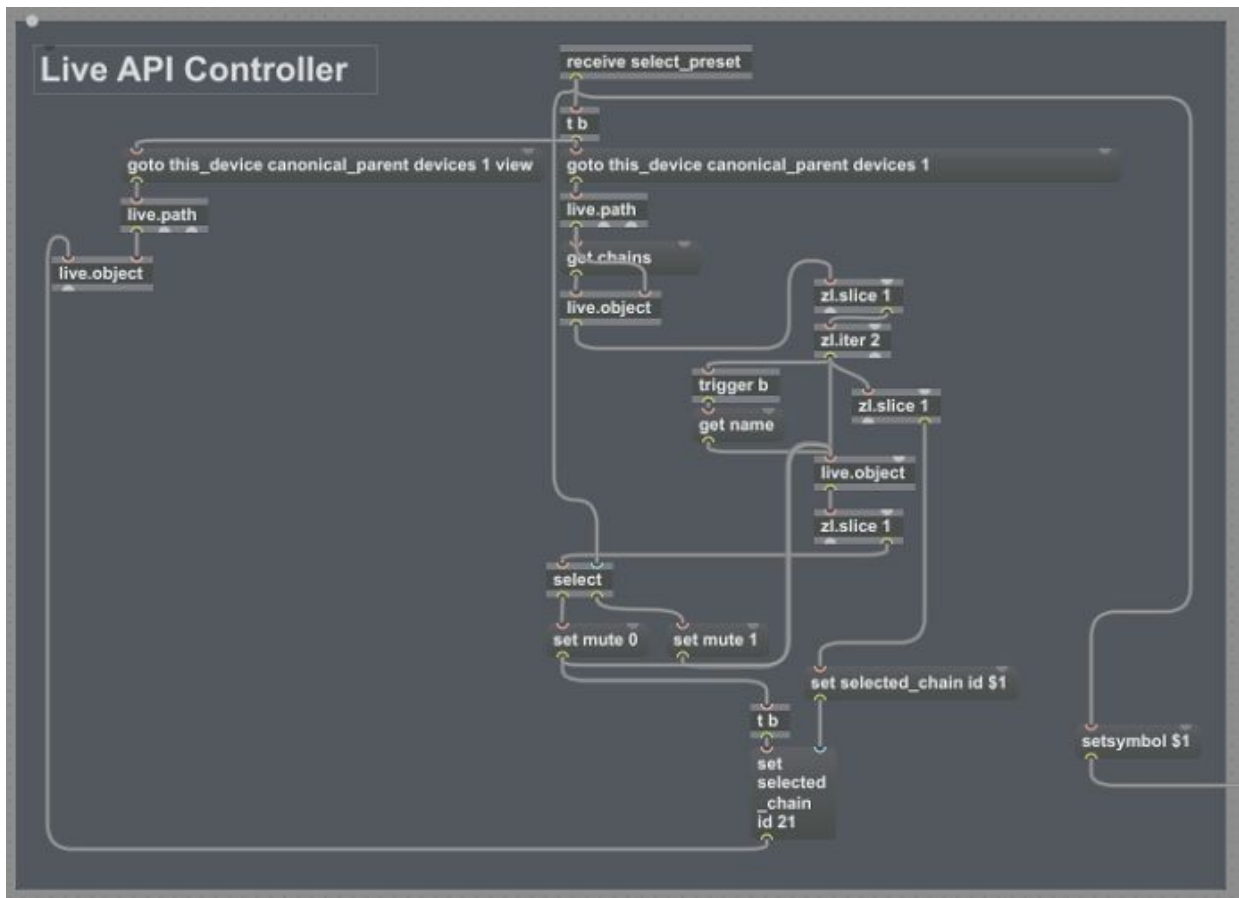 Live API Controller
receive select_preset
t b
goto this_device canonical_parent devices 1 view
goto this_device canonical_parent devices 1
live.path
live.path
get chains
live.object
live.object
zl.slice 1
zl.iter 2
trigger b
zl.slice 1
get name
live.object
zl.slice 1
select
set mute 0
set mute 1
set selected_chain id $1
t b
setsymbol $1
set
selected
_chain
id 21